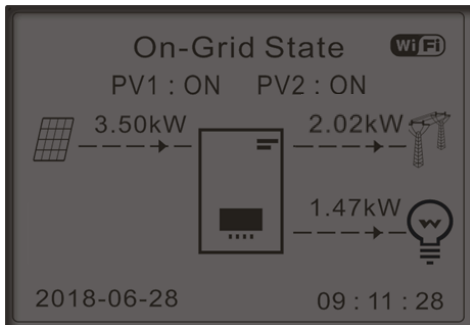 On-Grid State WiFi
PV1 : ON PV2 : ON
3.50kW 2.02kW
1.47kW
2018-06-28 09 : 11 : 28